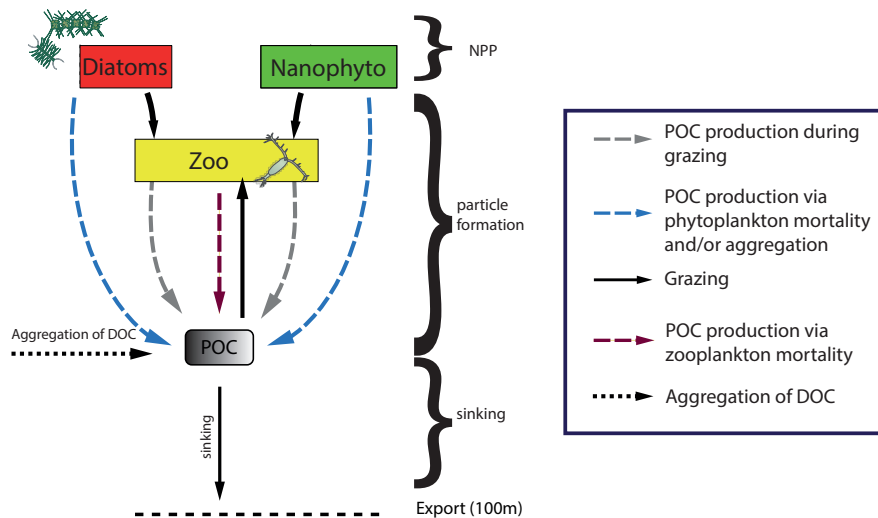 Diatoms
Nanophyto
NPP
Zoo
particle
formation
Aggregation of DOC
POC
sinking
sinking
Export (100m)
POC production during
grazing
POC production via
phytoplankton mortality
and/or aggregation
Grazing
POC production via
zooplankton mortality
Aggregation of DOC